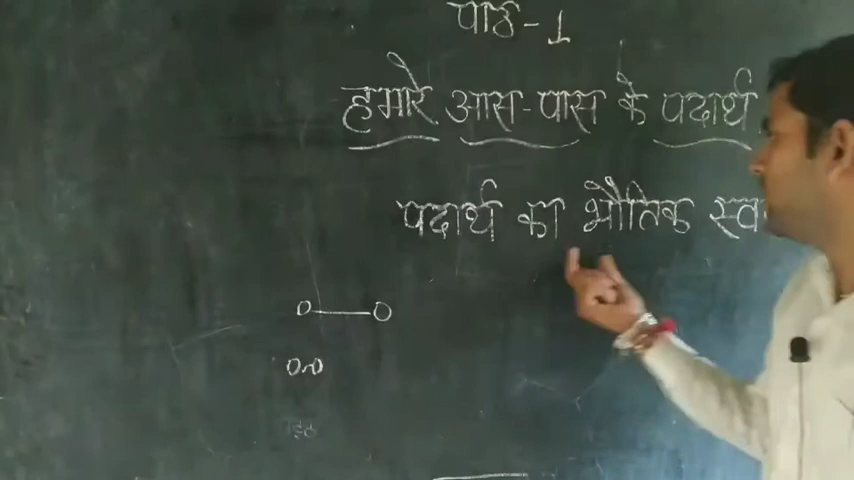 पाठ-1
हमारे आस-पास के पदार्थ
पदार्थ का भौतिक